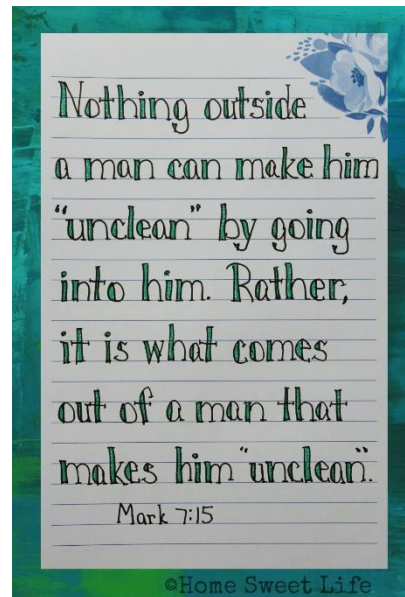 Nothing outside
a man can make him
“unclean” by going
into him. Rather,
it is what comes
out of a man that
makes him “unclean”.
Mark 7:15
©Home Sweet Life